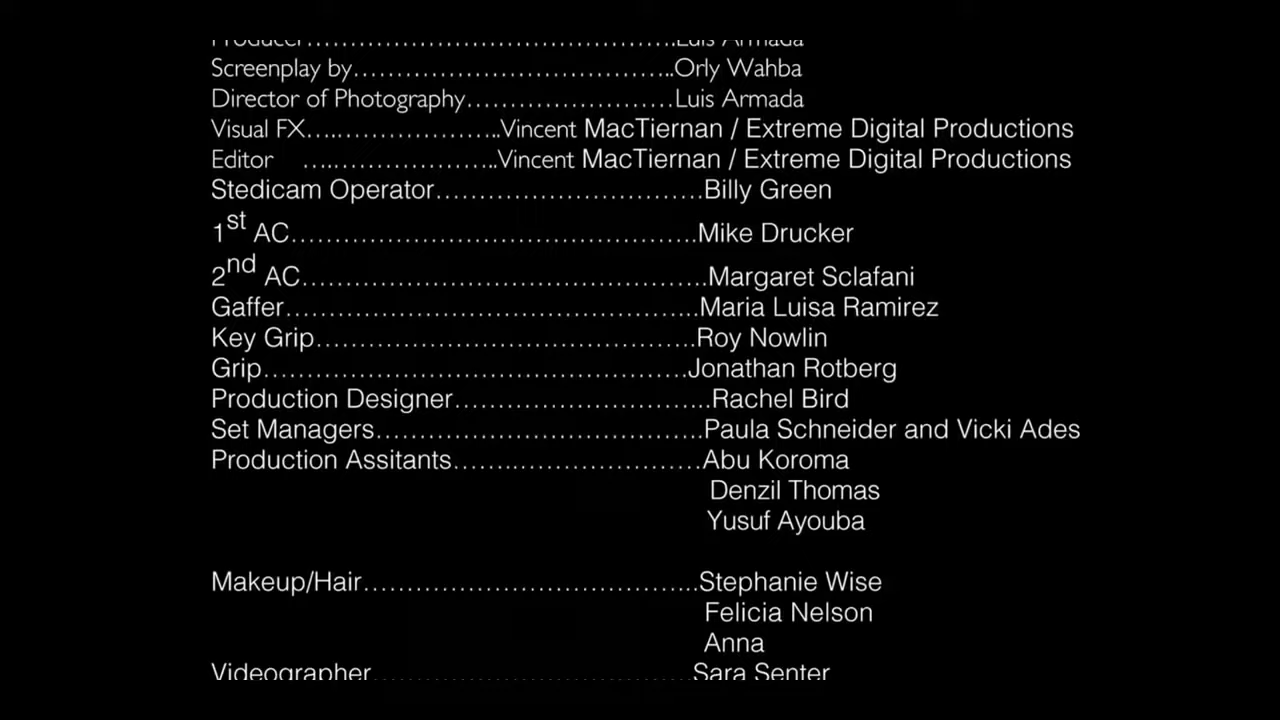 Producer……………………………………….Luis Armada
Screenplay by…………………………………..Orly Wahba
Director of Photography……………………Luis Armada
Visual FX….………………..Vincent MacTiernan / Extreme Digital Productions
Editor ….………………..Vincent MacTiernan / Extreme Digital Productions
Stedicam Operator………………………….Billy Green
1st AC………………………………………..Mike Drucker
2nd AC………………………………………..Margaret Sclafani
Gaffer………………………………………...Maria Luisa Ramirez
Key Grip……………………………………..Roy Nowlin
Grip………………………………………….Jonathan Rotberg
Production Designer………………………...Rachel Bird
Set Managers………………………………..Paula Schneider and Vicki Ades
Production Assitants……..…………………Abu Koroma
Denzil Thomas
Yusuf Ayouba
Makeup/Hair………………………………...Stephanie Wise
Felicia Nelson
Anna
Videographer………………………………Sara Senter